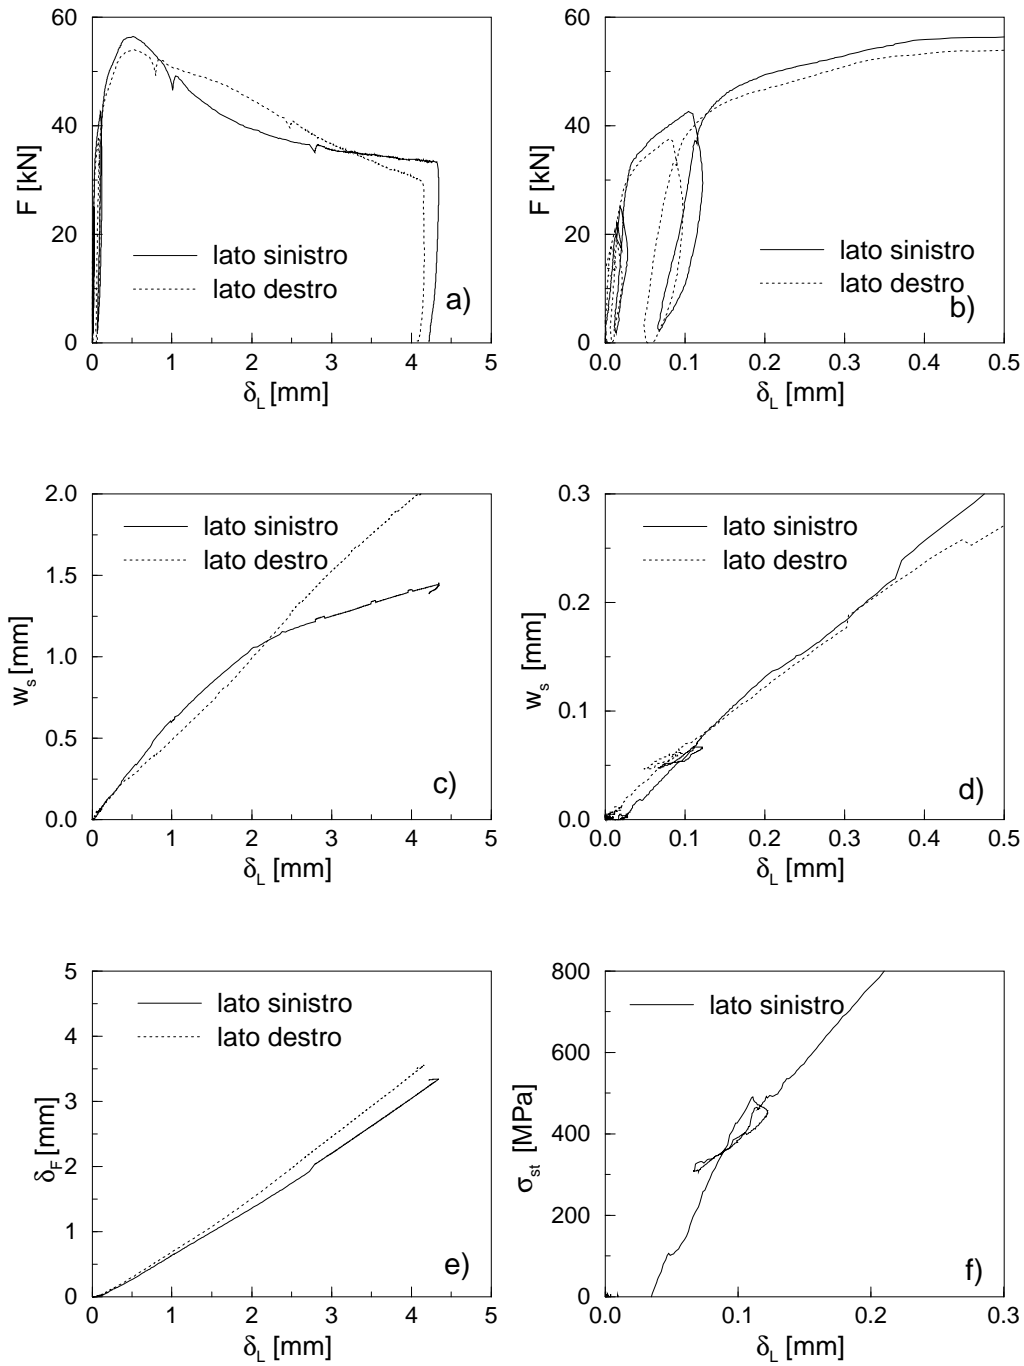 60
40
20
0
F [kN]
lato sinistro
lato destro
a)
0 1 2 3 4 5
δL [mm]
60
40
20
0
F [kN]
lato sinistro
lato destro
b)
0.0 0.1 0.2 0.3 0.4 0.5
δL [mm]
2.0
1.5
1.0
0.5
0.0
ws [mm]
lato sinistro
lato destro
c)
0 1 2 3 4 5
δL [mm]
0.3
0.2
0.1
0.0
ws [mm]
lato sinistro
lato destro
d)
0.0 0.1 0.2 0.3 0.4 0.5
δL [mm]
5
4
3
2
1
0
δF [mm]
lato sinistro
lato destro
e)
0 1 2 3 4 5
δL [mm]
800
600
400
200
0
σst [MPa]
lato sinistro
f)
0.0 0.1 0.2 0.3
δL [mm]